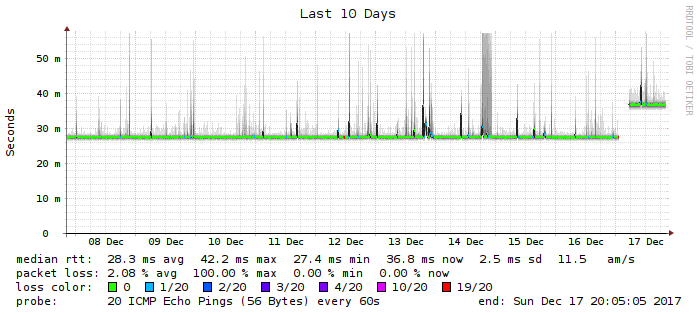 Last 10 Days
RRDTOOL / TOBI OETIKER
Seconds
50 m
40 m
30 m
20 m
10 m
0
08 Dec 09 Dec 10 Dec 11 Dec 12 Dec 13 Dec 14 Dec 15 Dec 16 Dec 17 Dec
median rtt: 28.3 ms avg 42.2 ms max 27.4 ms min 36.8 ms now 2.5 ms sd 11.5 am/s
packet loss: 2.08 % avg 100.00 % max 0.00 % min 0.00 % now
loss color: 0 1/20 2/20 3/20 4/20 10/20 19/20
probe: 20 ICMP Echo Pings (56 Bytes) every 60s end: Sun Dec 17 20:05:05 2017